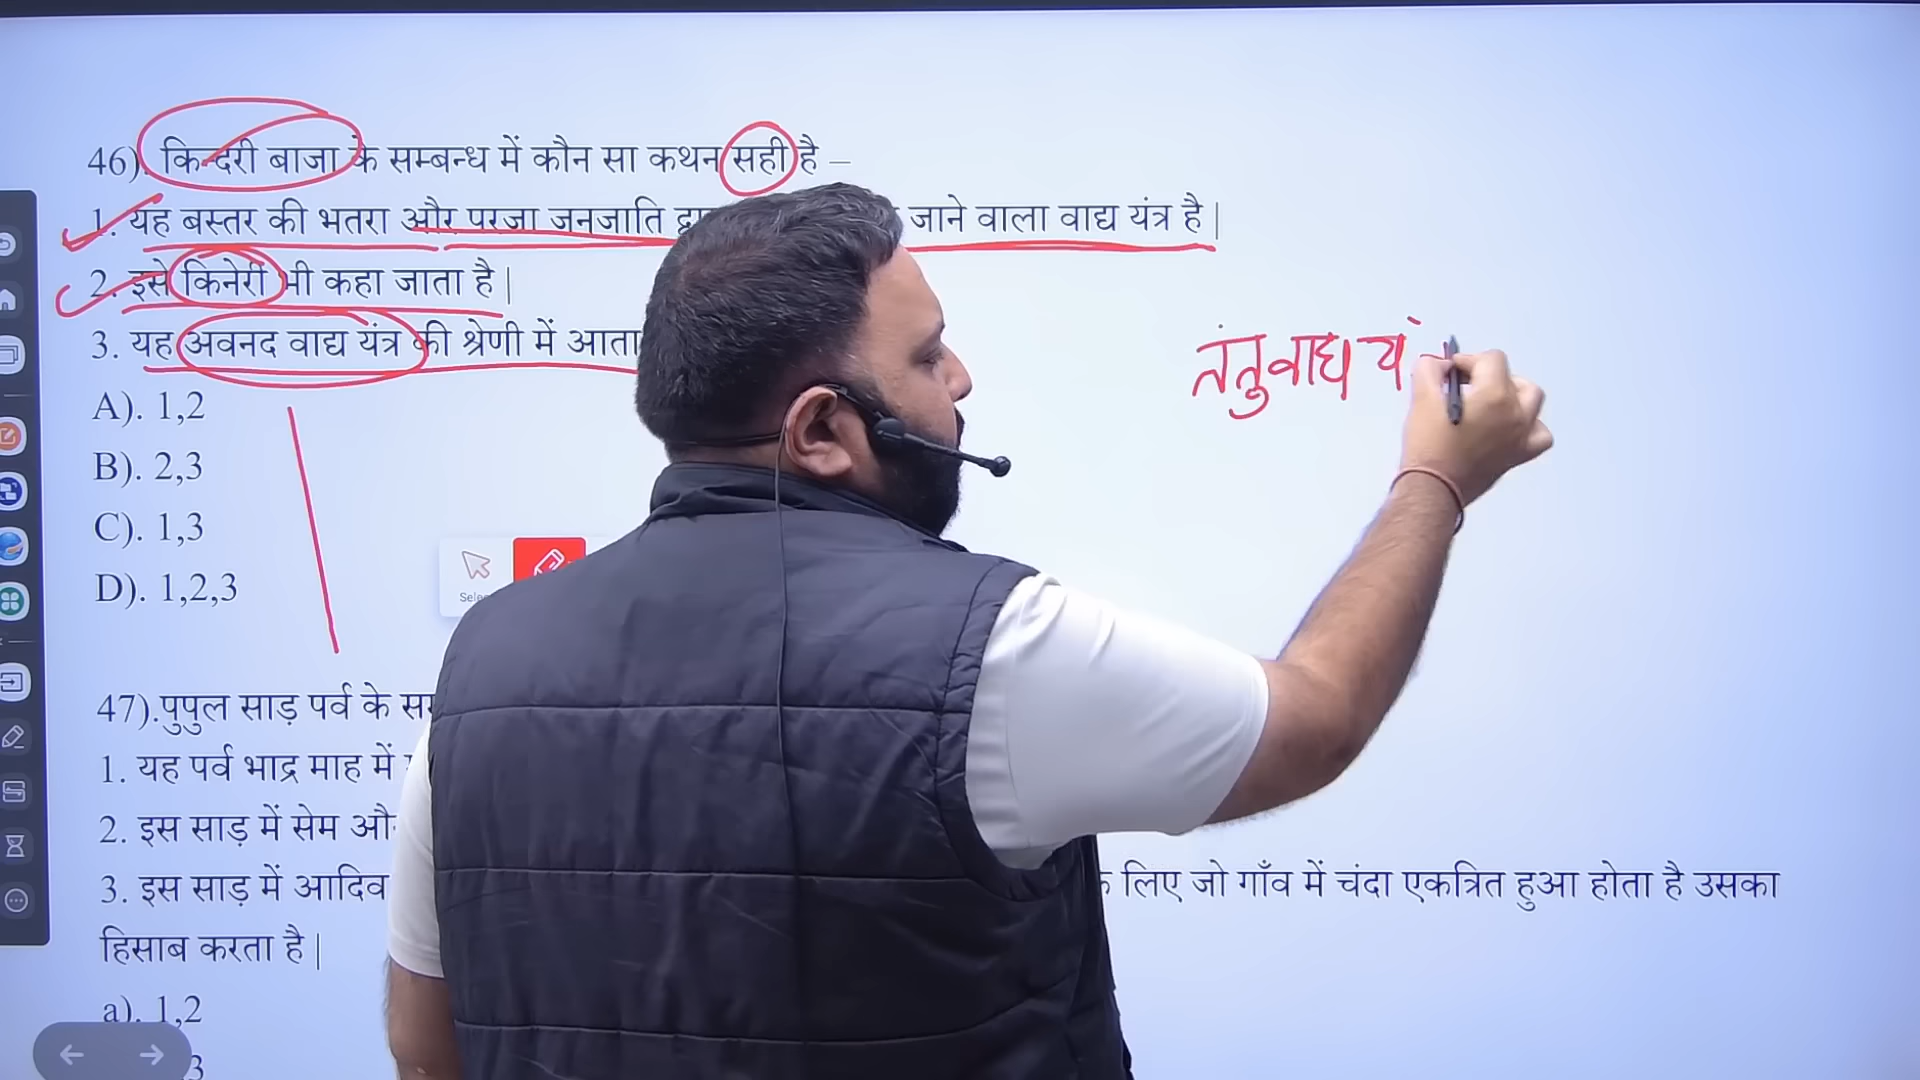 46). किन्दरी बाजा के सम्बन्ध में कौन सा कथन सही है –
1. यह बस्तर की भतरा और परजा जनजाति जाने वाला वाद्य यंत्र है |
2. इसे किनेरी भी कहा जाता है |
3. यह अवनद वाद्य यंत्र की श्रेणी में आता
तंतुवाद्य
A). 1,2
B). 2,3
C). 1,3
D). 1,2,3
47).पुपुल साड़ पर्व के
1. यह पर्व भाद्र माह में
2. इस साड़ में सेम
3. इस साड़ में लिए जो गाँव में चंदा एकत्रित हुआ होता है उसका
हिसाब करता है |
a). 1,2
3